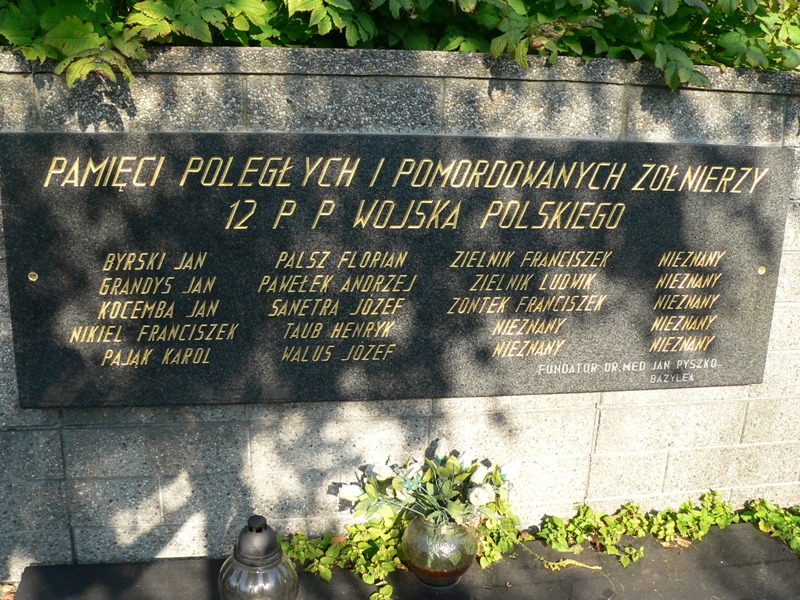 PAMIĘCI POLEGŁYCH I POMORDOWANYCH ŻOŁNIERZY
12 P P WOJSKA POLSKIEGO
BYRSKI JAN
GRANDYS JAN
KOCEMBA JAN
NIKIEL FRANCISZEK
PAJĄK KAROL
PALSZ FLORIAN
PAWEŁEK ANDRZEJ
SANETRA JÓZEF
TAUB HENRYK
WALUS JÓZEF
ZIELNIK FRANCISZEK
ZIELNIK LUDWIK
ZONTEK FRANCISZEK
NIEZNANY
NIEZNANY
NIEZNANY
NIEZNANY
NIEZNANY
NIEZNANY
NIEZNANY
FUNDATOR DR. MED JAN PYSZKO
BAZYLEA